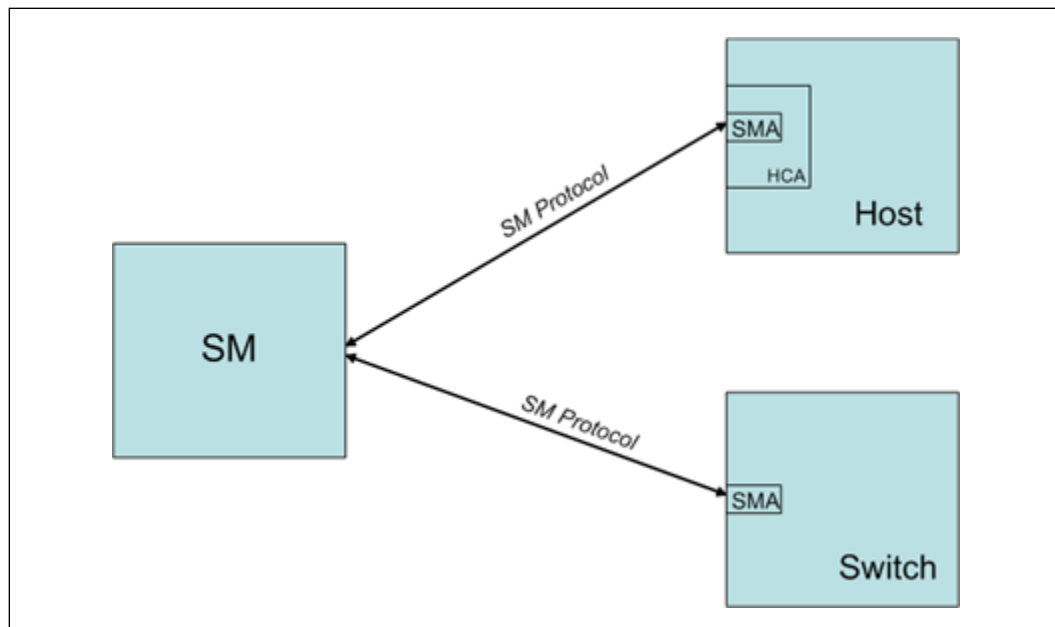 SMA
HCA
Host
SM Protocol
SM
SM Protocol
SMA
Switch